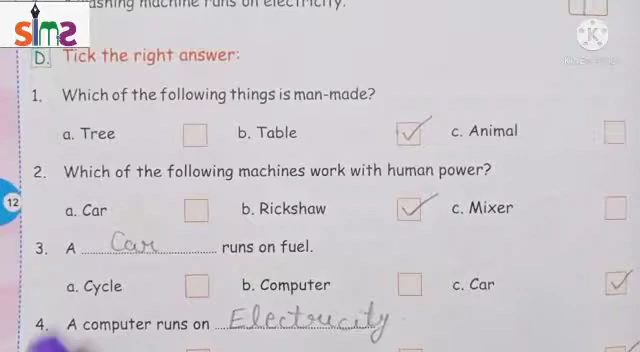 washing machine runs on electricity.
SIMS
D. Tick the right answer:
1. Which of the following things is man-made?
a. Tree b. Table c. Animal
2. Which of the following machines work with human power?
12
a. Car b. Rickshaw c. Mixer
3. A Car runs on fuel.
a. Cycle b. Computer c. Car
4. A computer runs on Electricity